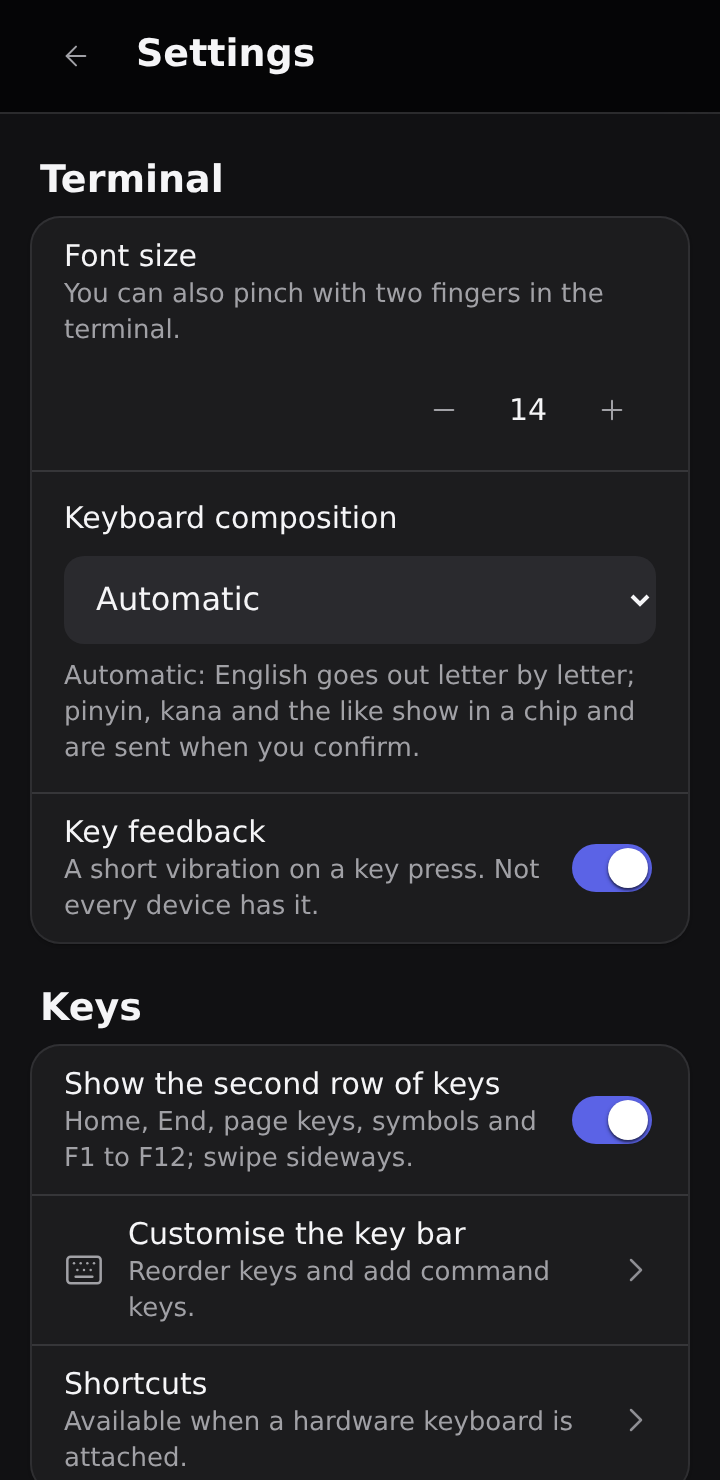 Settings
Terminal
Font size
You can also pinch with two fingers in the
terminal.
14
Keyboard composition
Automatic
Automatic: English goes out letter by letter;
pinyin, kana and the like show in a chip and
are sent when you confirm.
Key feedback
A short vibration on a key press. Not
every device has it.
Keys
Show the second row of keys
Home, End, page keys, symbols and
F1 to F12; swipe sideways.
Customise the key bar
Reorder keys and add command
keys.
Shortcuts
Available when a hardware keyboard is
attached.